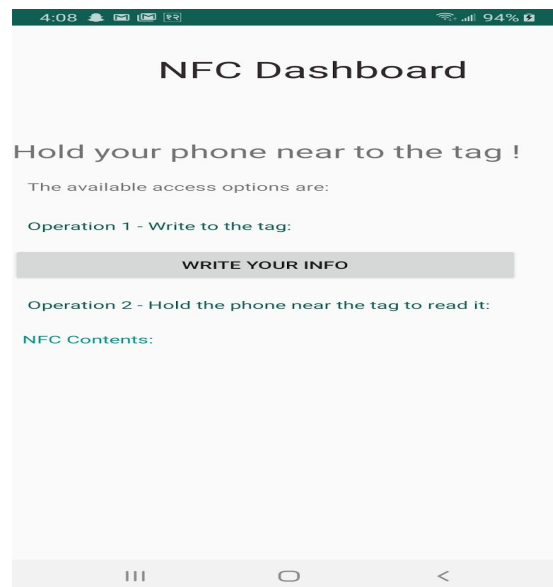 4:08 94%
NFC Dashboard
Hold your phone near to the tag !
The available access options are:
Operation 1 - Write to the tag:
WRITE YOUR INFO
Operation 2 - Hold the phone near the tag to read it:
NFC Contents: